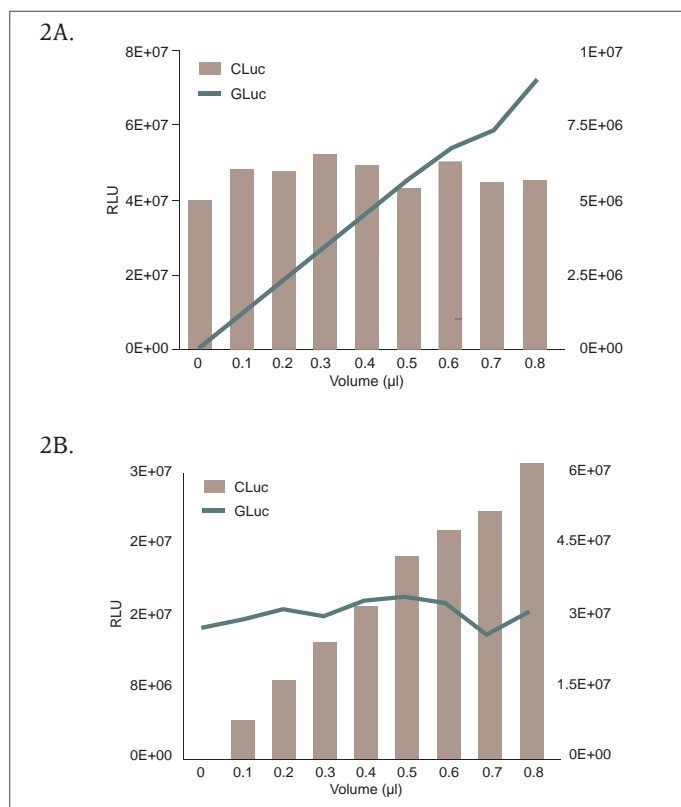 2A.
8E+07 1E+07
CLuc
GLuc
6E+07 7.5E+06
RLU
4E+07 5E+06
2E+07 2.5E+06
0E+00 0E+00
0 0.1 0.2 0.3 0.4 0.5 0.6 0.7 0.8
Volume (µl)
2B.
3E+07 6E+07
CLuc
GLuc
2E+07 4.5E+07
RLU
2E+07 3E+07
8E+06 1.5E+07
0E+00 0E+00
0 0.1 0.2 0.3 0.4 0.5 0.6 0.7 0.8
Volume (µl)